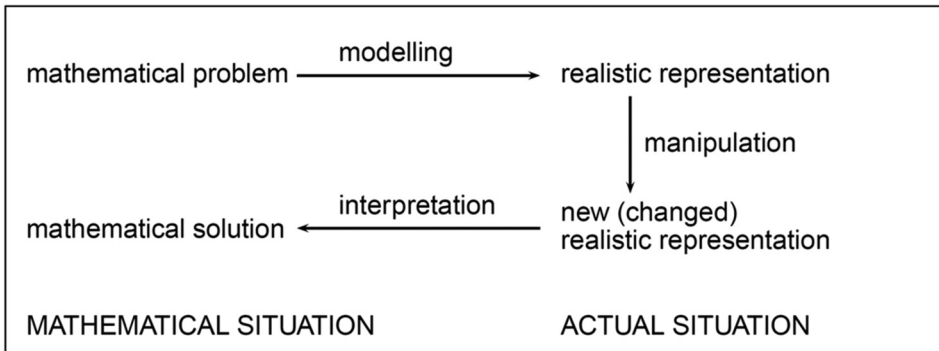 modelling
mathematical problem
realistic representation
manipulation
interpretation
mathematical solution
new (changed)
realistic representation
MATHEMATICAL SITUATION
ACTUAL SITUATION